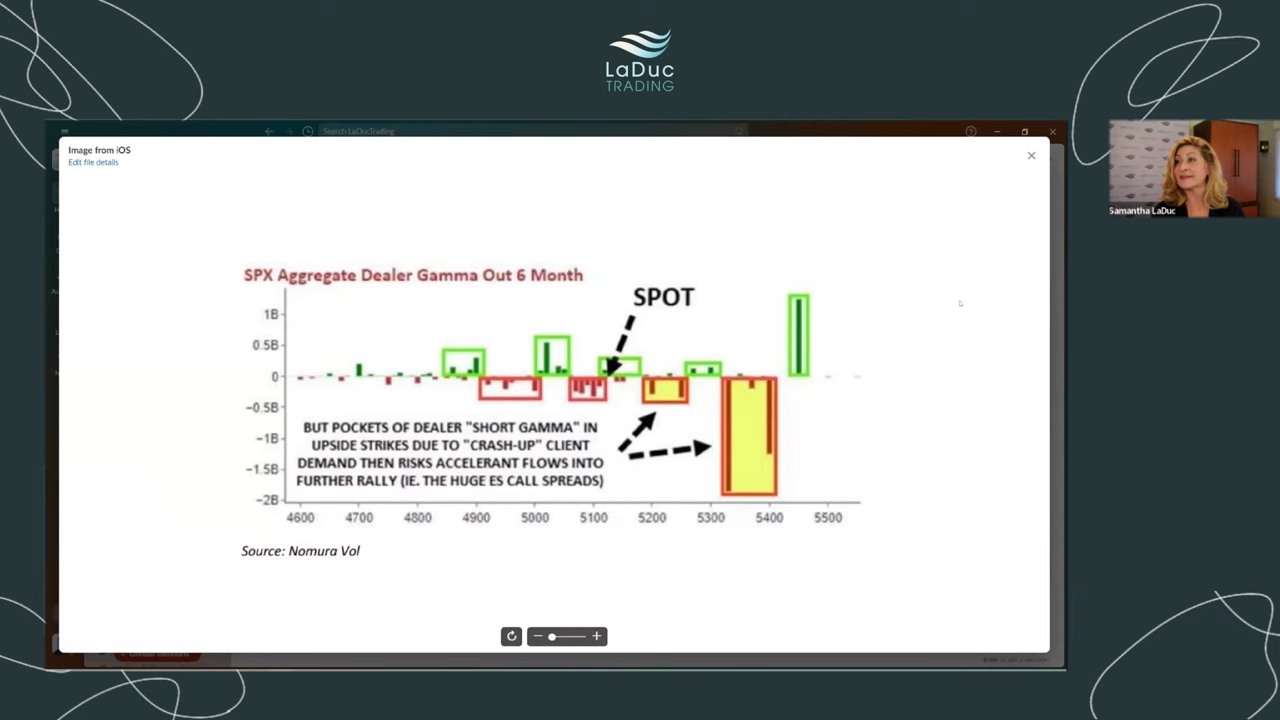 LaDuc
TRADING
Search LaDucTrading
Image from iOS
Edit file details
Samantha LaDuc
SPX Aggregate Dealer Gamma Out 6 Month
SPOT
1B
0.5B
0
−0.5B
−1B
−1.5B
−2B
BUT POCKETS OF DEALER "SHORT GAMMA" IN
UPSIDE STRIKES DUE TO "CRASH-UP" CLIENT
DEMAND THEN RISKS ACCELERANT FLOWS INTO
FURTHER RALLY (IE. THE HUGE ES CALL SPREADS)
4600 4700 4800 4900 5000 5100 5200 5300 5400 5500
Source: Nomura Vol